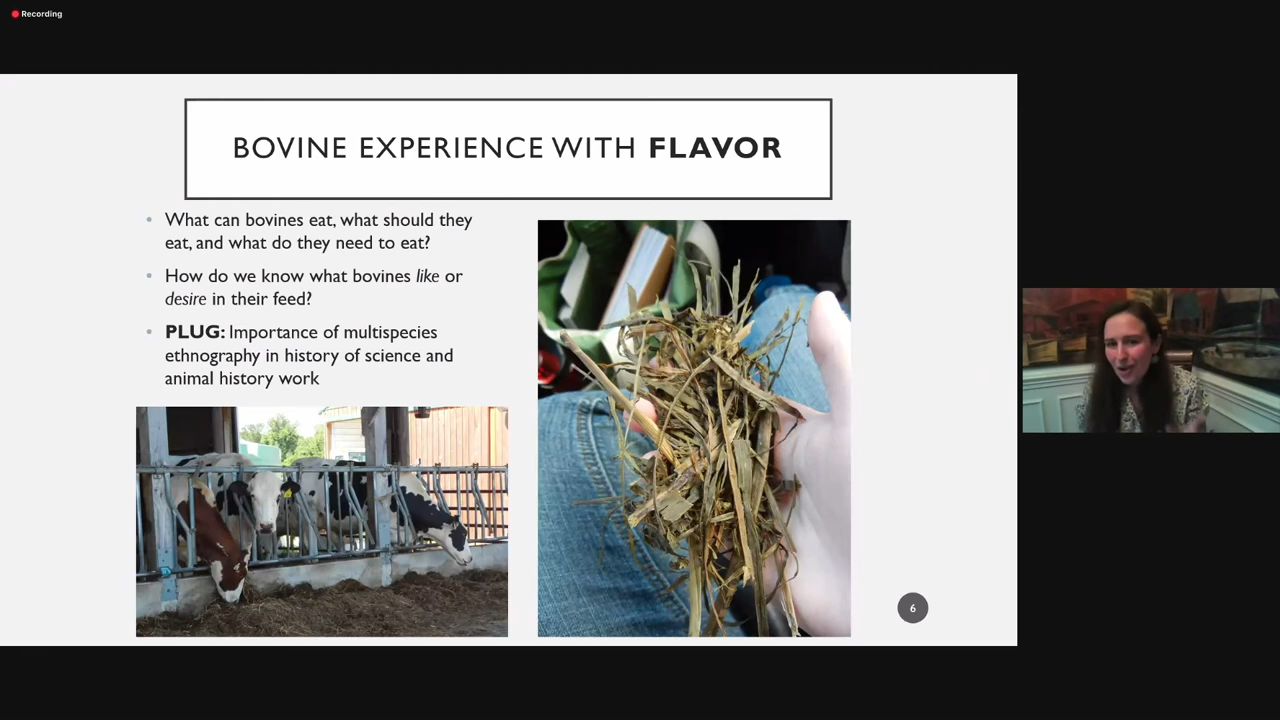 Recording
BOVINE EXPERIENCE WITH FLAVOR
• What can bovines eat, what should they
eat, and what do they need to eat?
• How do we know what bovines like or
desire in their feed?
• PLUG: Importance of multispecies
ethnography in history of science and
animal history work
6